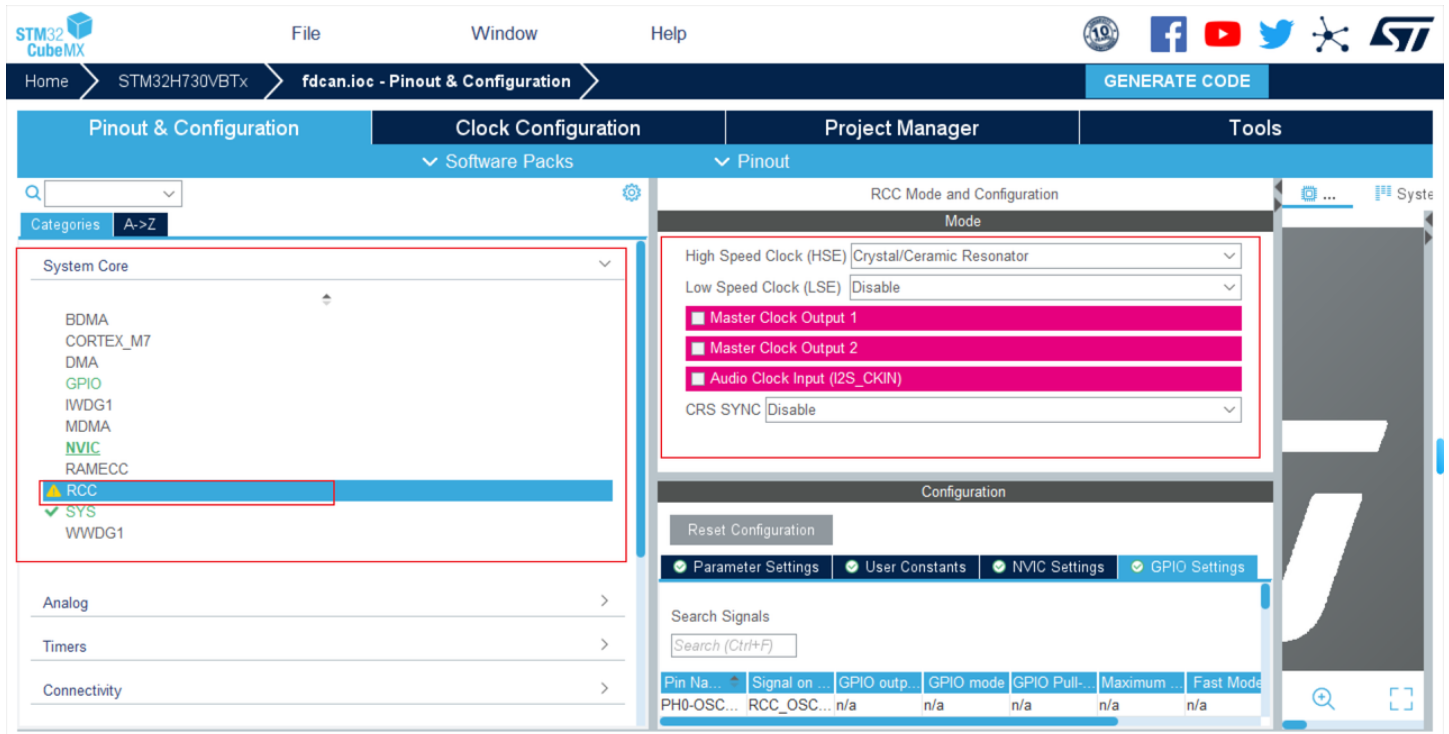 STM32 CubeMX
File
Window
Help
10
ST
Home
STM32H730VBTx
fdcan.ioc - Pinout & Configuration
GENERATE CODE
Pinout & Configuration
Clock Configuration
Project Manager
Tools
Software Packs
Pinout
Categories
A->Z
System Core
BDMA
CORTEX_M7
DMA
GPIO
IWDG1
MDMA
NVIC
RAMECC
RCC
SYS
WWDG1
Analog
Timers
Connectivity
RCC Mode and Configuration
Mode
High Speed Clock (HSE) Crystal/Ceramic Resonator
Low Speed Clock (LSE) Disable
Master Clock Output 1
Master Clock Output 2
Audio Clock Input (I2S_CKIN)
CRS SYNC Disable
Configuration
Reset Configuration
Parameter Settings
User Constants
NVIC Settings
GPIO Settings
Search Signals
Search (Ctrl+F)
Pin Na... Signal on ... GPIO outp... GPIO mode GPIO Pull-... Maximum ... Fast Mode
PH0-OSC... RCC_OSC... n/a n/a n/a n/a n/a
...
Syste